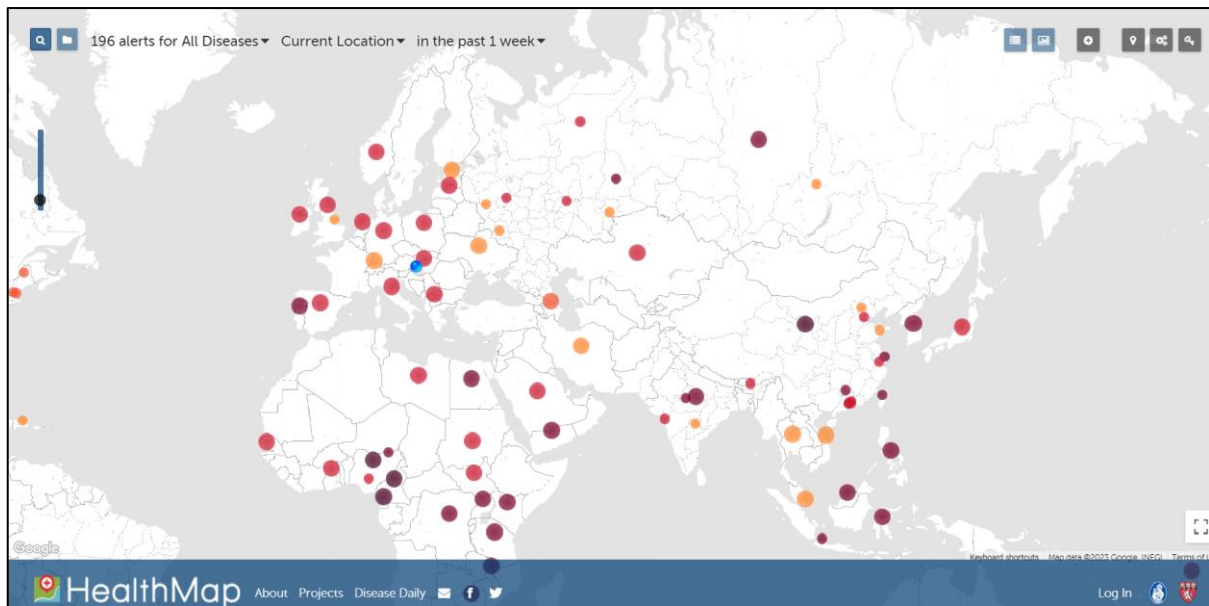 196 alerts for All Diseases Current Location in the past 1 week
Google
Keyboard shortcuts Map data ©2023 Google, INEGI Terms of
HealthMap About Projects Disease Daily Log In